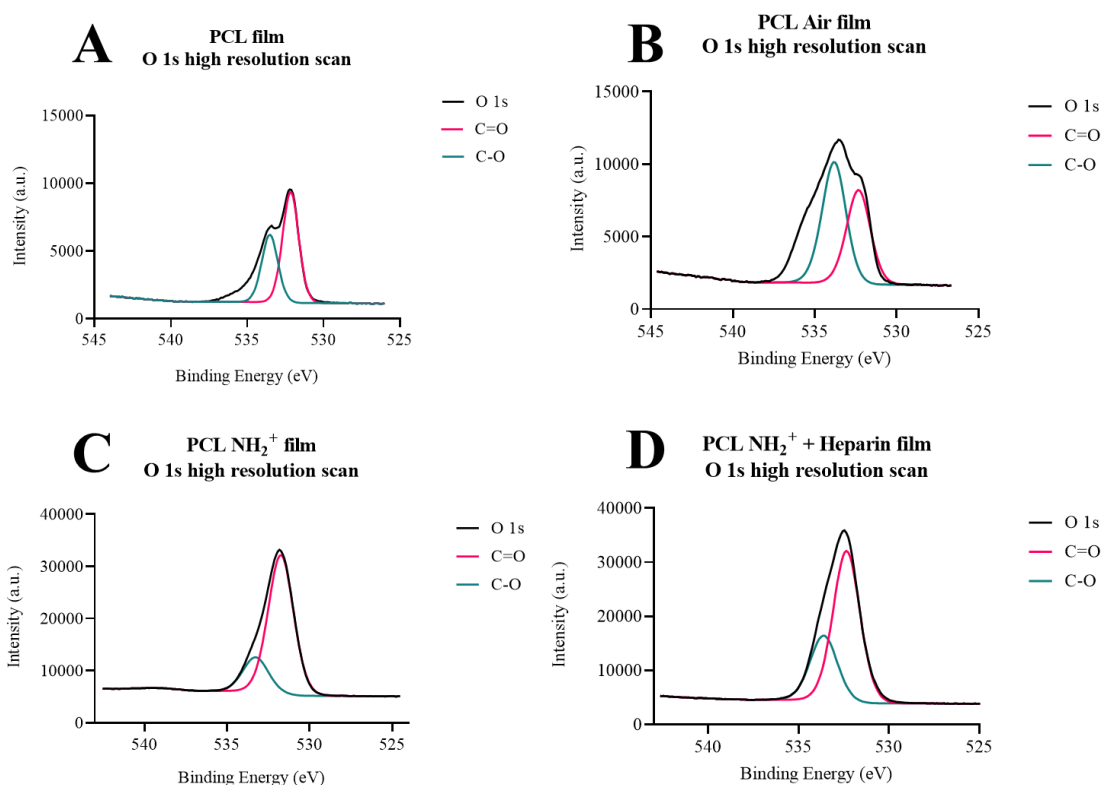 A
PCL film
O 1s high resolution scan
15000
10000
5000
0
545
540
535
530
525
Intensity (a.u.)
Binding Energy (eV)
O 1s
C=O
C-O
B
PCL Air film
O 1s high resolution scan
15000
10000
5000
0
545
540
535
530
525
Intensity (a.u.)
Binding Energy (eV)
O 1s
C=O
C-O
C
PCL NH₂⁺ film
O 1s high resolution scan
40000
30000
20000
10000
0
540
535
530
525
Intensity (a.u.)
Binding Energy (eV)
O 1s
C=O
C-O
D
PCL NH₂⁺ + Heparin film
O 1s high resolution scan
40000
30000
20000
10000
0
540
535
530
525
Intensity (a.u.)
Binding Energy (eV)
O 1s
C=O
C-O